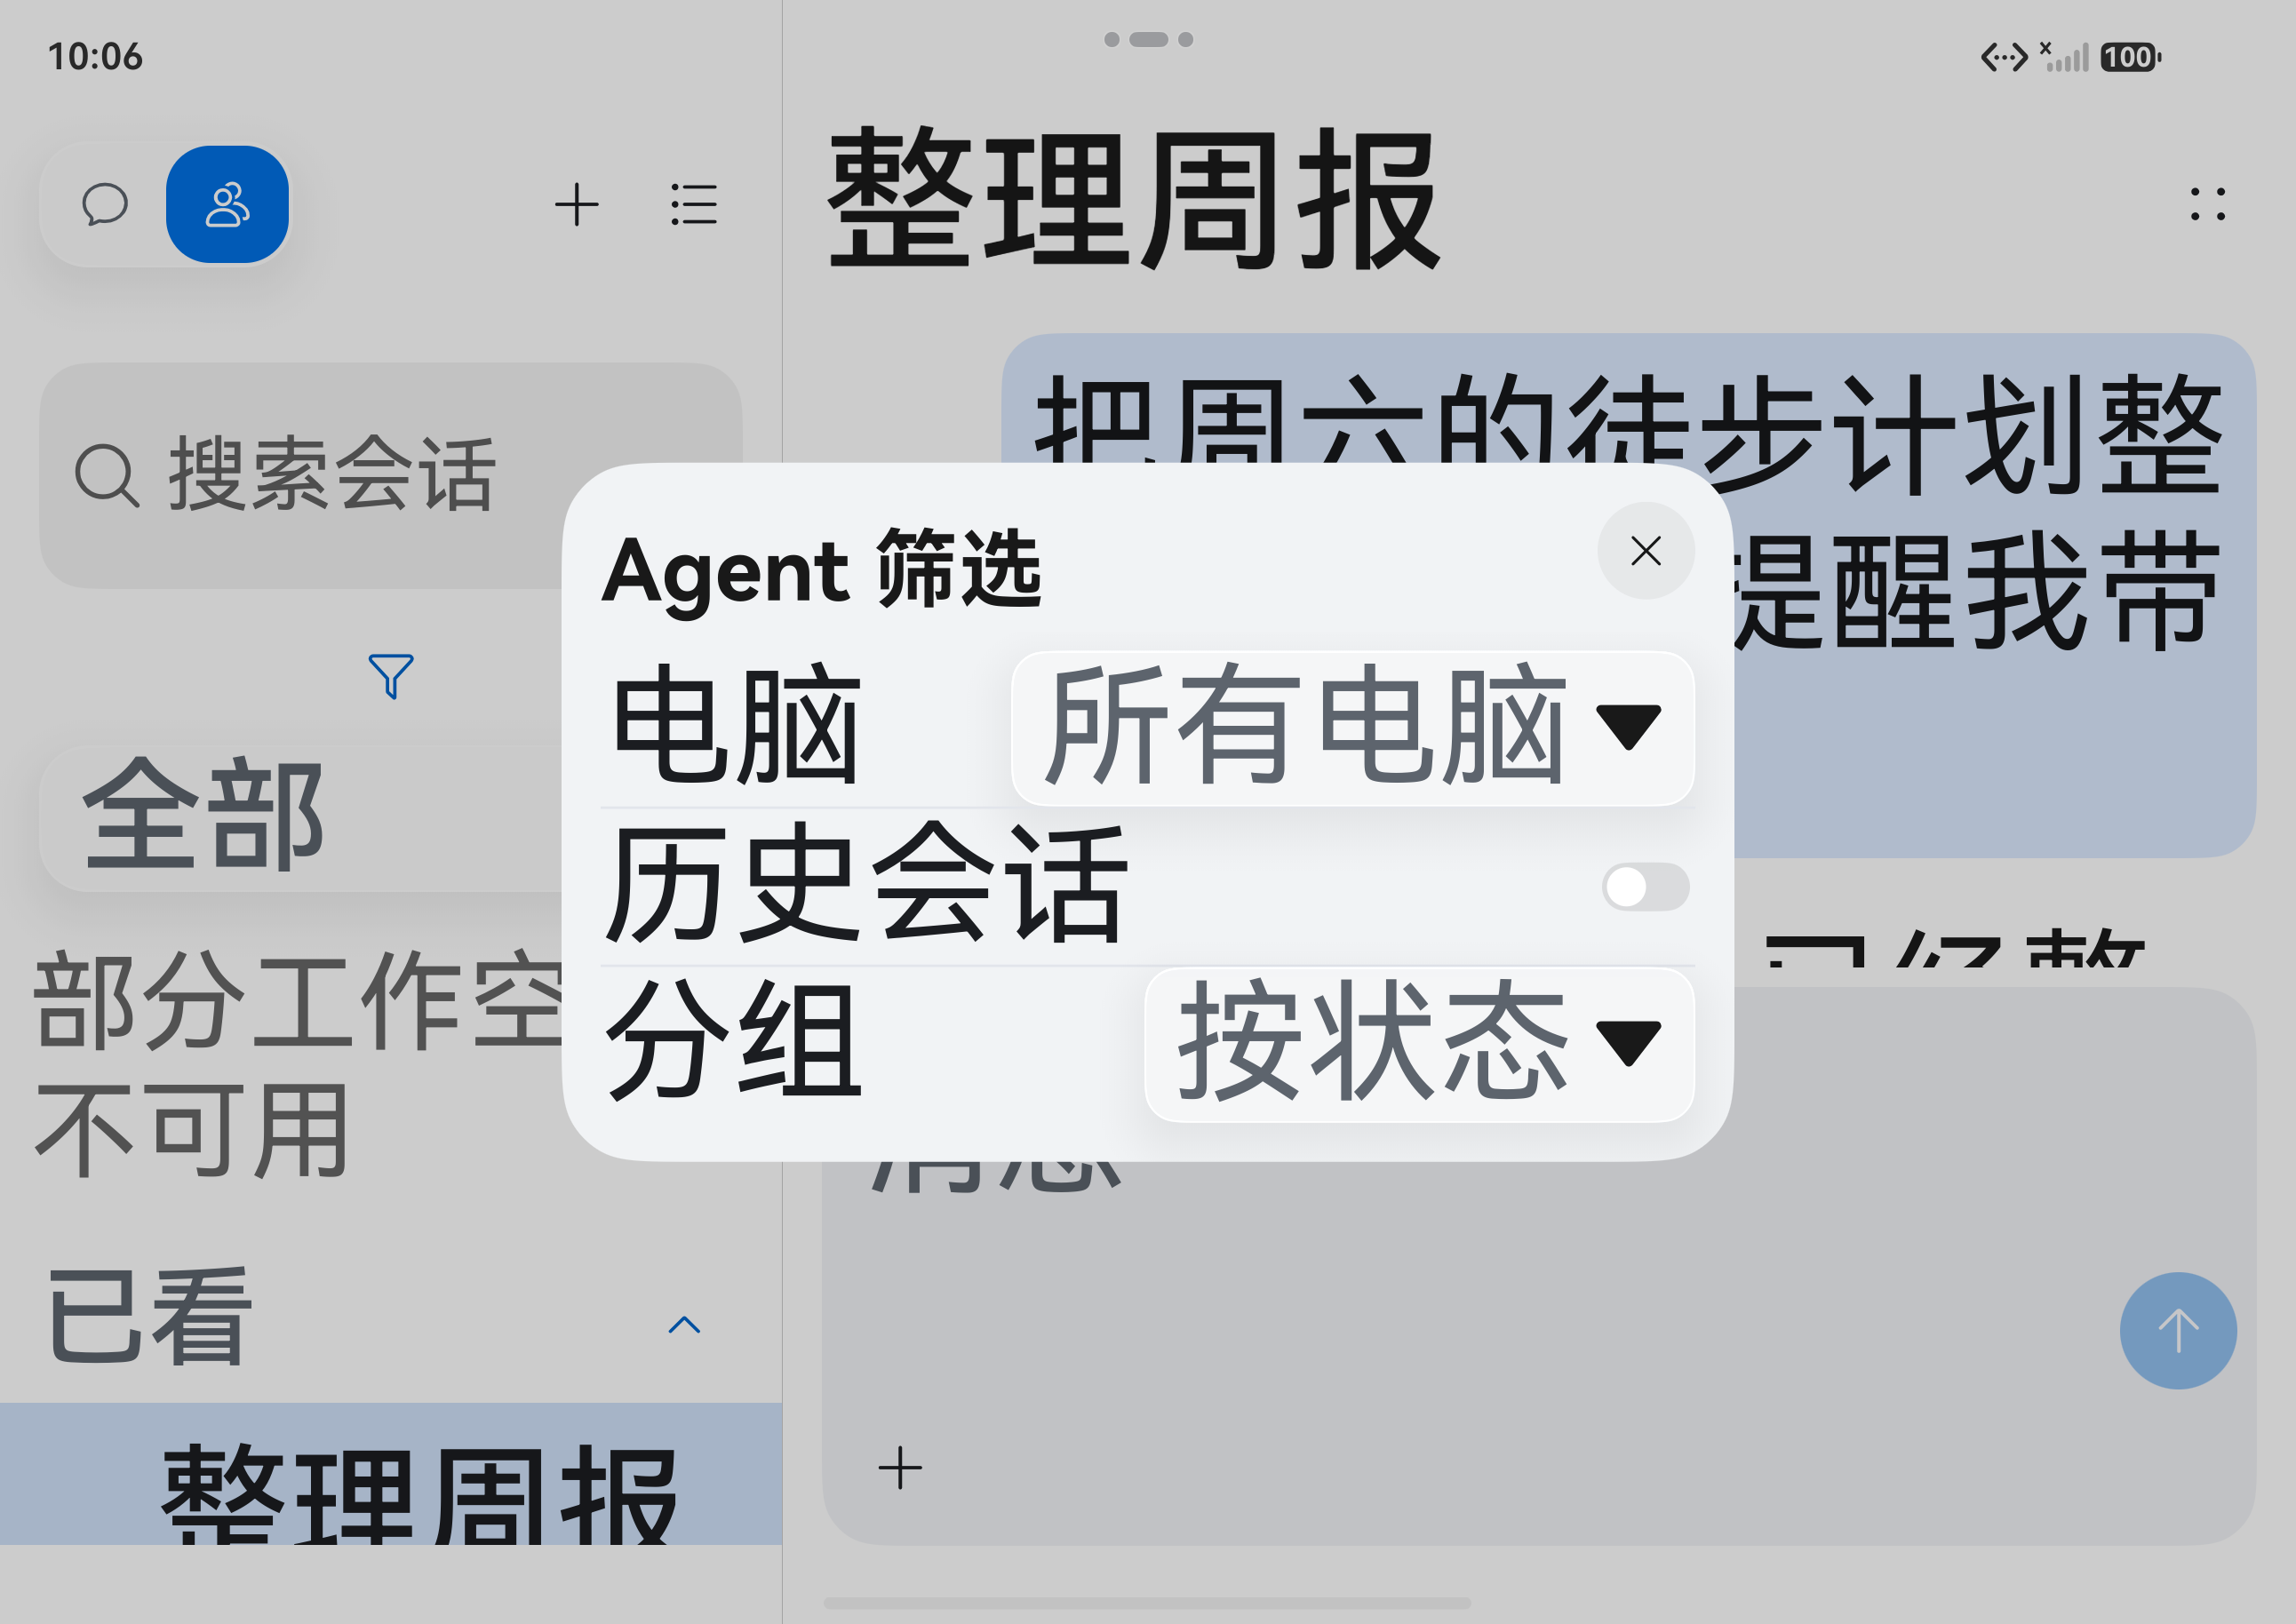 10:06
100
整理周报
搜索会话
把周六的徒步计划整
是醒我带
全部
部分工作空
不可用
已看
整理周报
Agent 筛选
电脑
所有电脑
历史会话
分组
按状态
消息